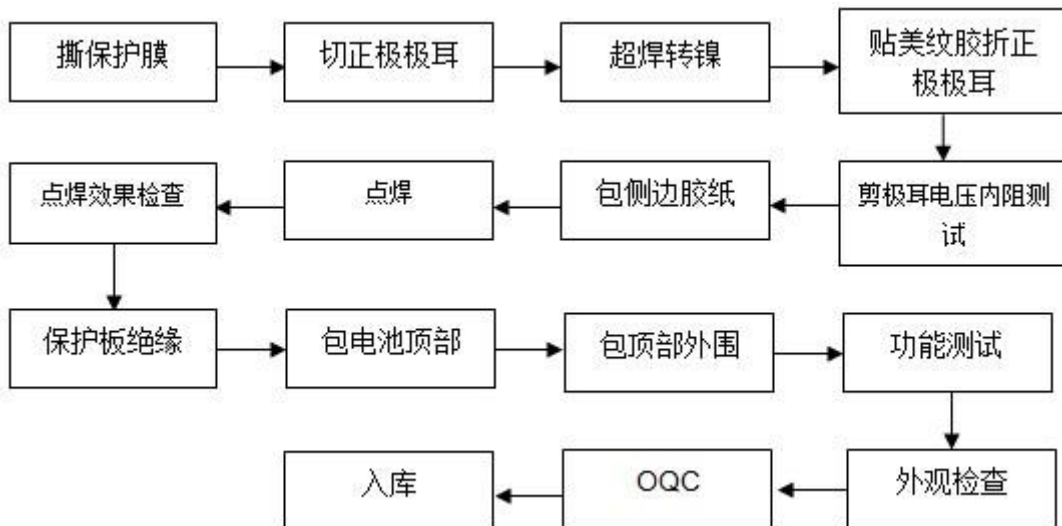 撕保护膜
切正极极耳
超焊转镍
贴美纹胶折正
极极耳
点焊效果检查
点焊
包侧边胶纸
剪极耳电压内阻测
试
保护板绝缘
包电池顶部
包顶部外围
功能测试
入库
OQC
外观检查